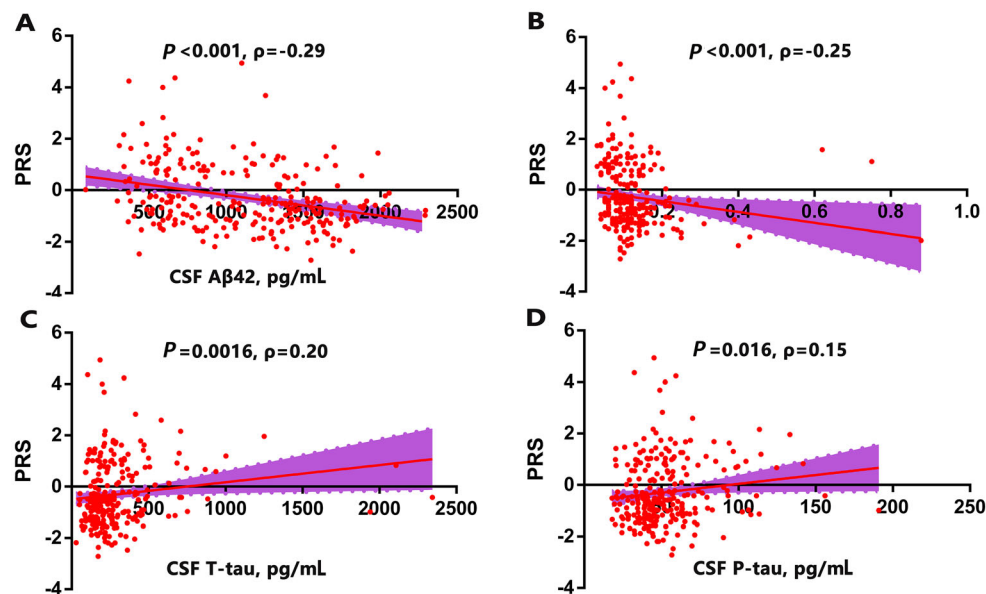 A
P<0.001, ρ=-0.29
PRS
6
4
2
0
-2
-4
500
1000
1500
2000
2500
CSF Aβ42, pg/mL
B
P<0.001, ρ=-0.25
PRS
6
4
2
0
-2
-4
0.2
0.4
0.6
0.8
1.0
C
P=0.0016, ρ=0.20
PRS
6
4
2
0
-2
-4
500
1000
1500
2000
2500
CSF T-tau, pg/mL
D
P=0.016, ρ=0.15
PRS
6
4
2
0
-2
-4
50
100
150
200
250
CSF P-tau, pg/mL